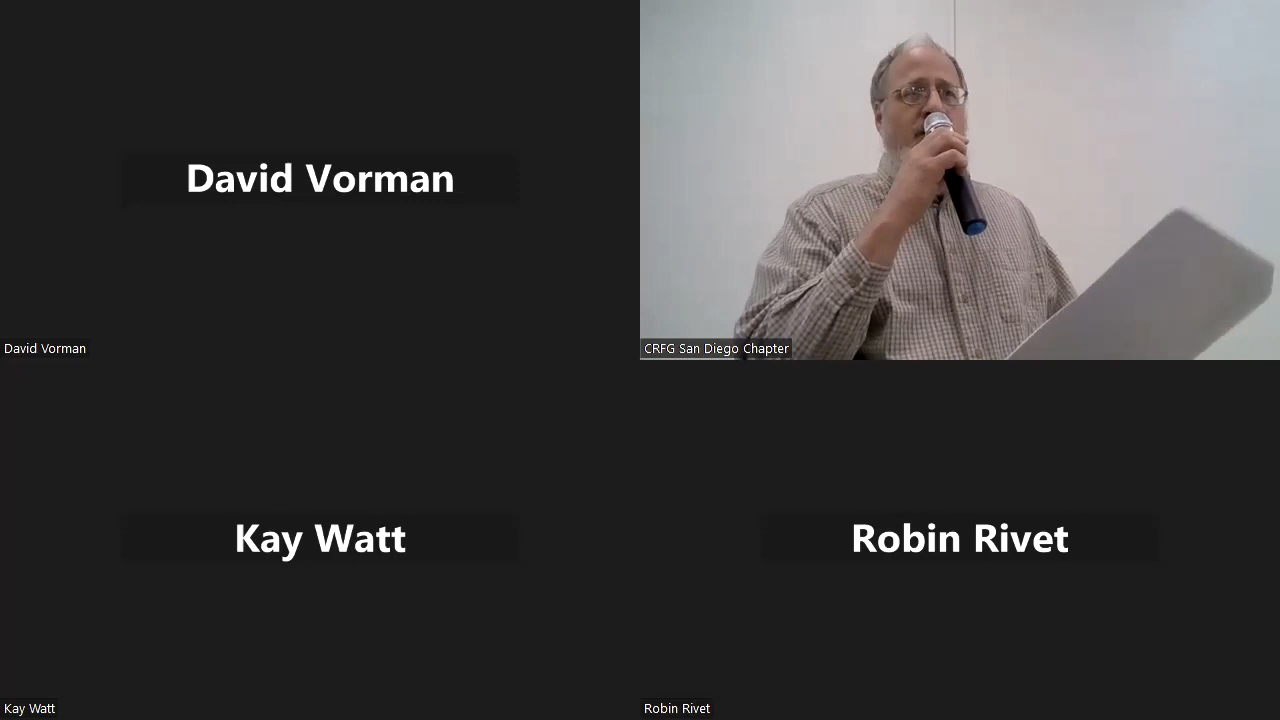 David Vorman
David Vorman
CRFG San Diego Chapter
Kay Watt
Kay Watt
Robin Rivet
Robin Rivet